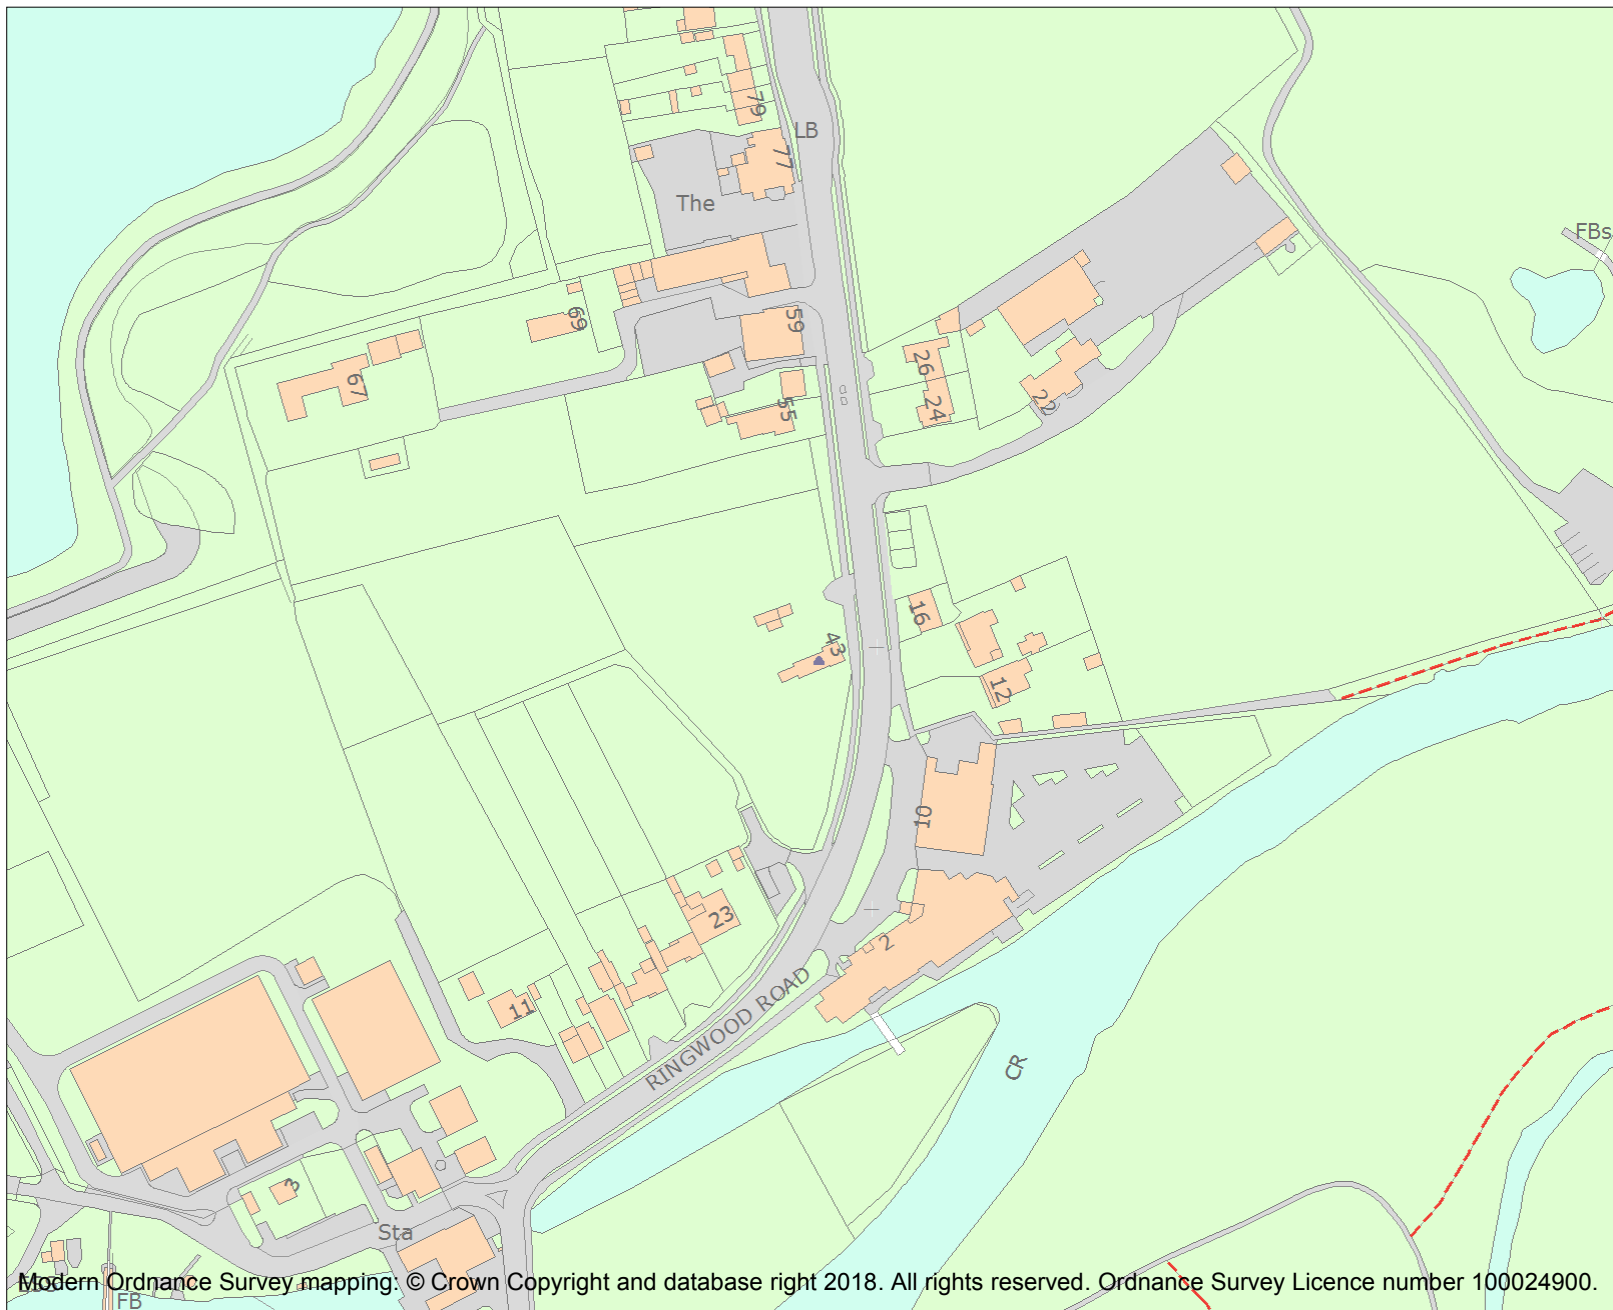 79
LB
77
The
FBs
69
59
26
67
24
22
55
16
43
12
10
23
2
11
RINGWOOD ROAD
CR
3
Sta
Modern Ordnance Survey mapping: © Crown Copyright and database right 2018. All rights reserved. Ordnance Survey Licence number 100024900.
FB